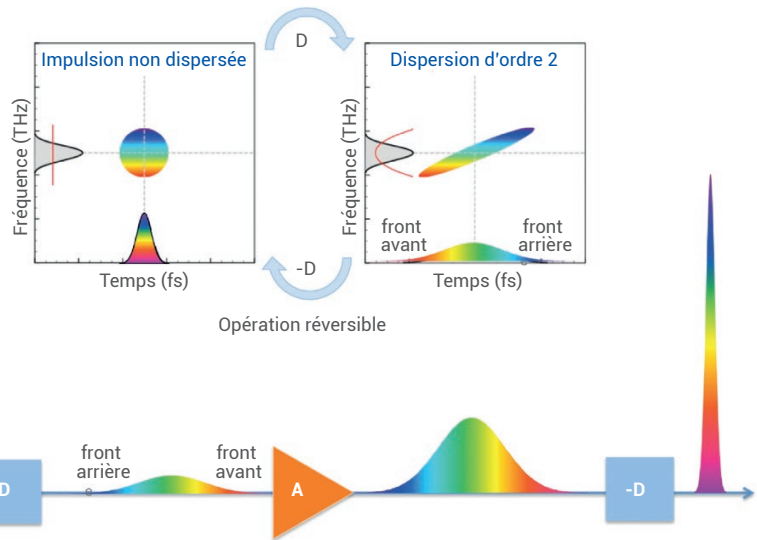 D
Impulsion non dispersée
Fréquence (THz)
Temps (fs)
Dispersion d'ordre 2
Fréquence (THz)
front
avant
front
arrière
Temps (fs)
-D
Opération réversible
D
front
arrière
front
avant
A
-D